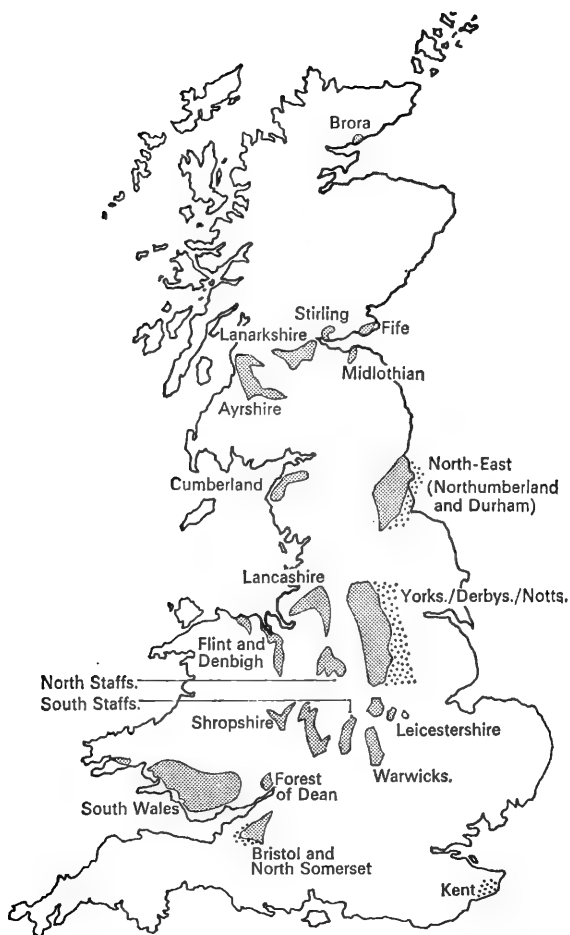 Brora
Stirling
Lanarkshire
Fife
Midlothian
Ayrshire
North-East
(Northumberland
and Durham)
Cumberland
Lancashire
Yorks./Derbys./Notts.
Flint and
Denbigh
North Staffs.
South Staffs.
Shropshire
Leicestershire
Warwicks.
Forest
of Dean
South Wales
Bristol and
North Somerset
Kent